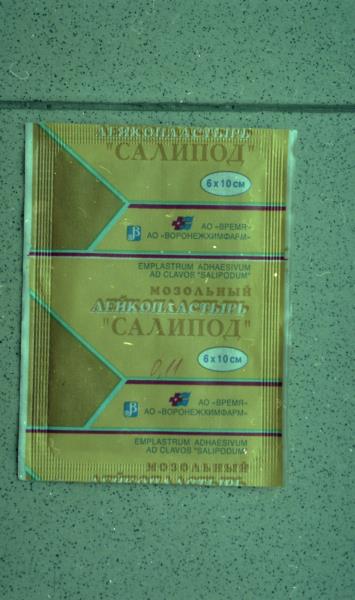 ЛЕЙКОПЛАСТЫРЬ
"САЛИПОД"
6 х 10 см
АО «ВРЕМЯ»
АО «ВОРОНЕЖХИМФАРМ»
EMPLASTRUM ADHAESIVUM
AD CLAVOS "SALIPODUM"
МОЗОЛЬНЫЙ
ЛЕЙКОПЛАСТЫРЬ
"САЛИПОД"
6 х 10 см
0,11
АО «ВРЕМЯ»
АО «ВОРОНЕЖХИМФАРМ»
EMPLASTRUM ADHAESIVUM
AD CLAVOS "SALIPODUM"
МОЗОЛЬНЫЙ
ЛЕЙКОПЛАСТЫРЬ